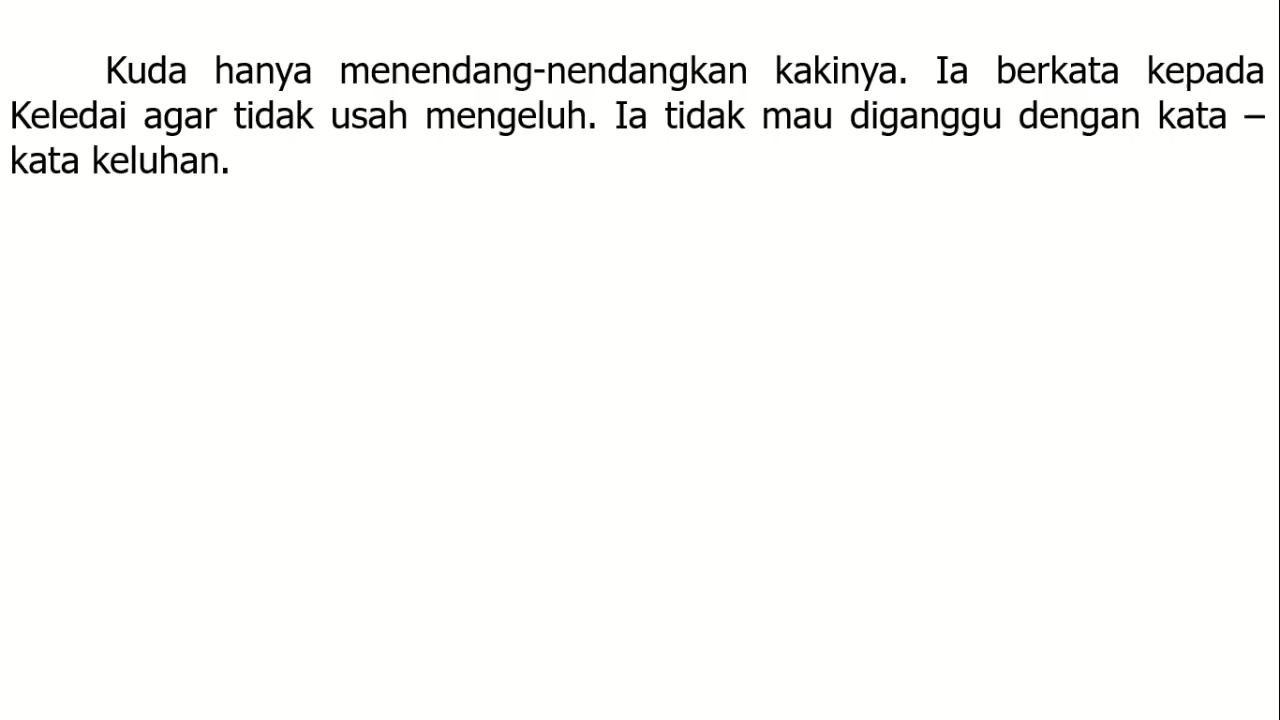 Kuda hanya menendang-nendangkan kakinya. Ia berkata kepada
Keledai agar tidak usah mengeluh. Ia tidak mau diganggu dengan kata –
kata keluhan.